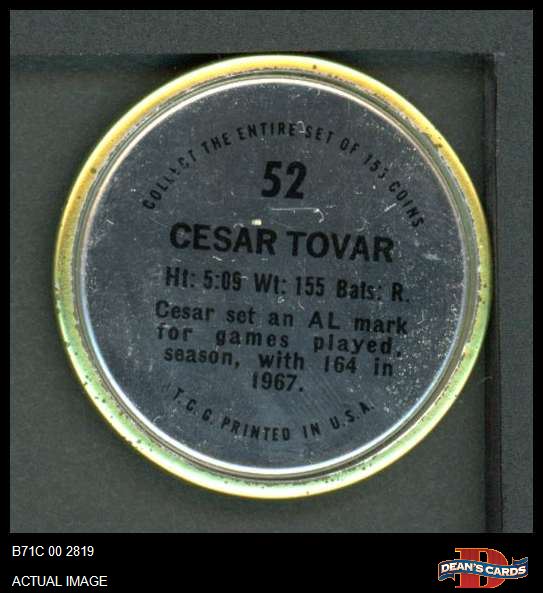 COLLECT THE ENTIRE SET OF 153 COINS
52
CESAR TOVAR
Ht: 5:09 Wt: 155 Bats: R.
Cesar set an AL mark
for games played,
season, with 164 in
1967.
T.C.G. PRINTED IN U.S.A.
B71C 00 2819
ACTUAL IMAGE
D
DEAN'S CARDS